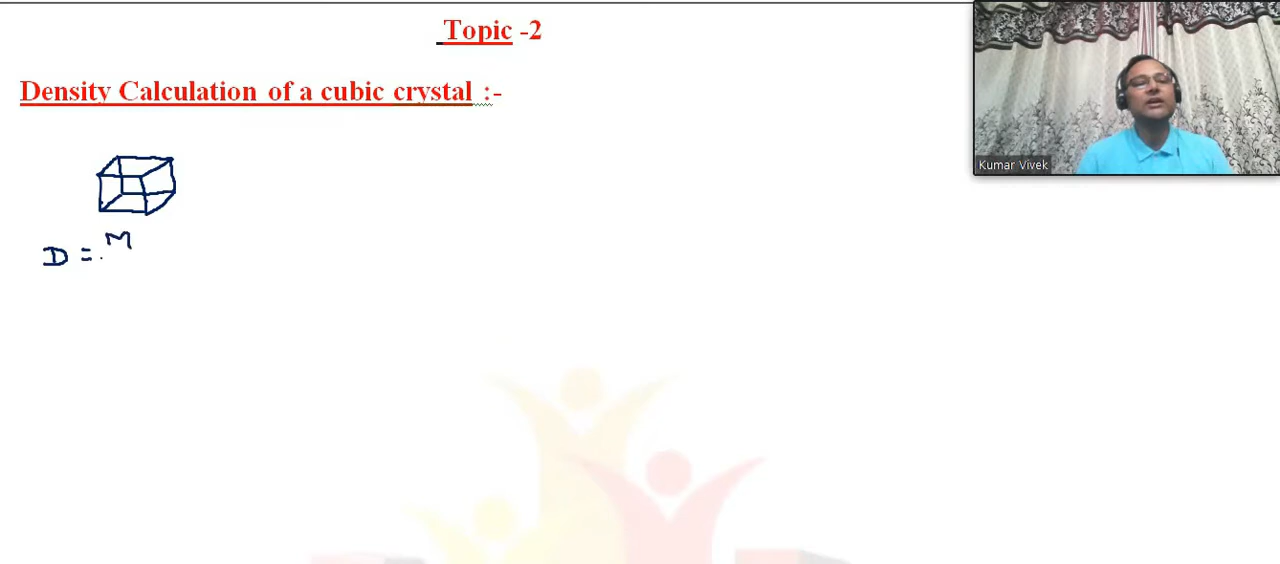 Topic -2
Kumar Vivek
Density Calculation of a cubic crystal :-
D = M